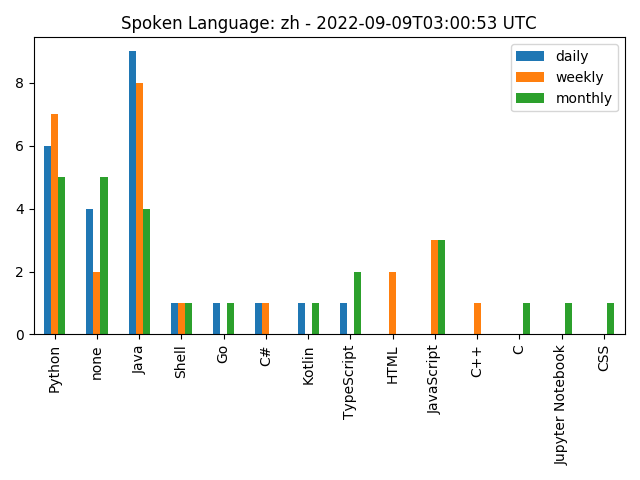 Spoken Language: zh - 2022-09-09T03:00:53 UTC
daily
weekly
monthly
8
6
4
2
0
Python
none
Java
Shell
Go
C#
Kotlin
TypeScript
HTML
JavaScript
C++
C
Jupyter Notebook
CSS